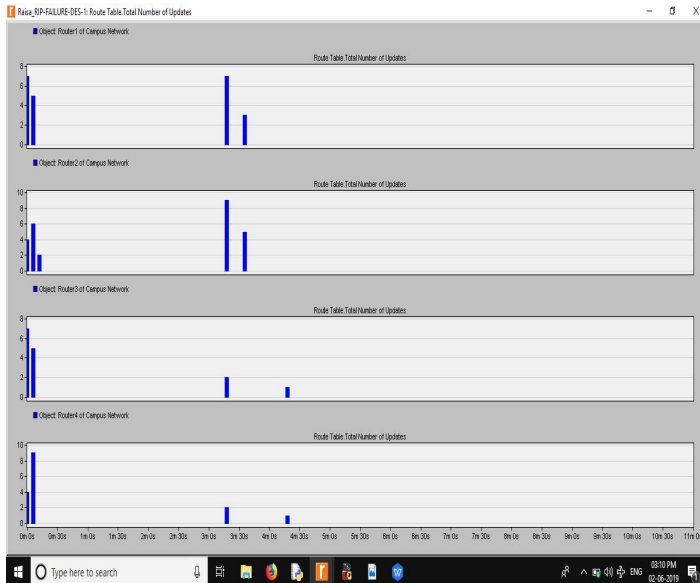 Raisa_RIP-FAILURE-DES-1: Route Table.Total Number of Updates
Object: Router1 of Campus Network
Route Table.Total Number of Updates
8
6
4
2
0
Object: Router2 of Campus Network
Route Table.Total Number of Updates
10
8
6
4
2
0
Object: Router3 of Campus Network
Route Table.Total Number of Updates
8
6
4
2
0
Object: Router4 of Campus Network
Route Table.Total Number of Updates
10
8
6
4
2
0
0m 0s 0m 30s 1m 0s 1m 30s 2m 0s 2m 30s 3m 0s 3m 30s 4m 0s 4m 30s 5m 0s 5m 30s 6m 0s 6m 30s 7m 0s 7m 30s 8m 0s 8m 30s 9m 0s 9m 30s 10m 0s 10m 30s 11m 0s
Type here to search
ENG
03:10 PM
02-06-2019